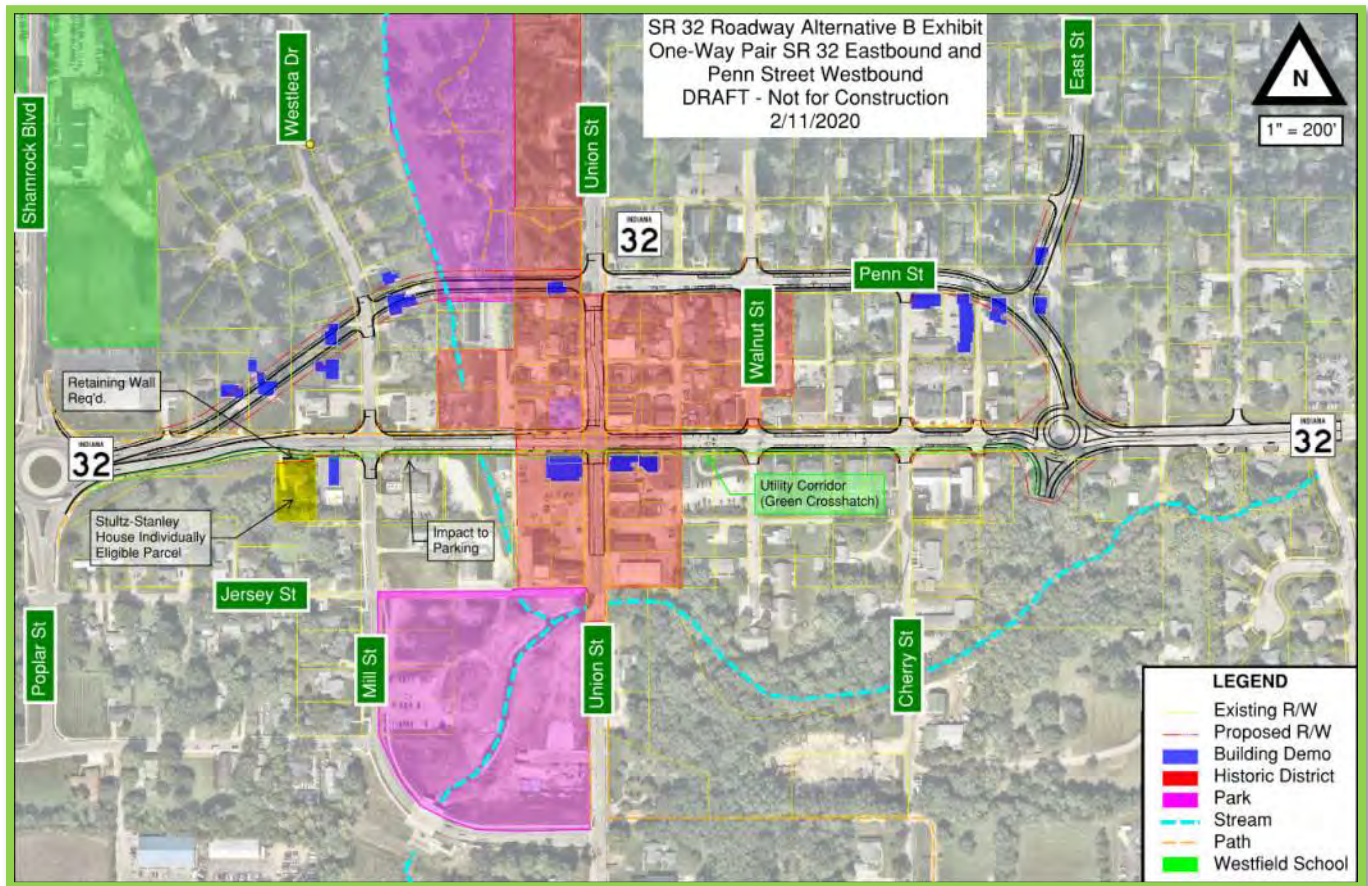 SR 32 Roadway Alternative B Exhibit
One-Way Pair SR 32 Eastbound and
Penn Street Westbound
DRAFT - Not for Construction
2/11/2020
N
1" = 200'
Shamrock Blvd
Westlea Dr
Union St
East St
INDIANA
32
Penn St
Walnut St
Retaining Wall
Req'd.
INDIANA
32
INDIANA
32
Utility Corridor
(Green Crosshatch)
Stultz-Stanley
House Individually
Eligible Parcel
Impact to
Parking
Jersey St
Poplar St
Mill St
Union St
Cherry St
LEGEND
Existing R/W
Proposed R/W
Building Demo
Historic District
Park
Stream
Path
Westfield School